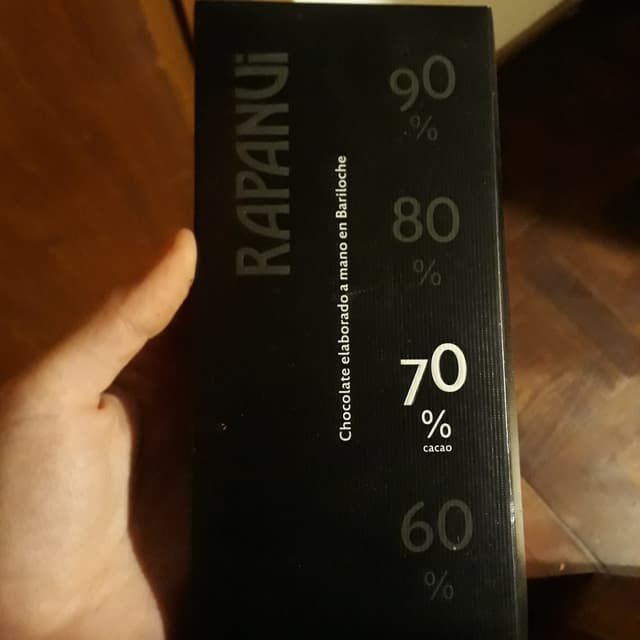 RAPANUi
Chocolate elaborado a mano en Bariloche
90
%
80
%
70
%
cacao
60
%